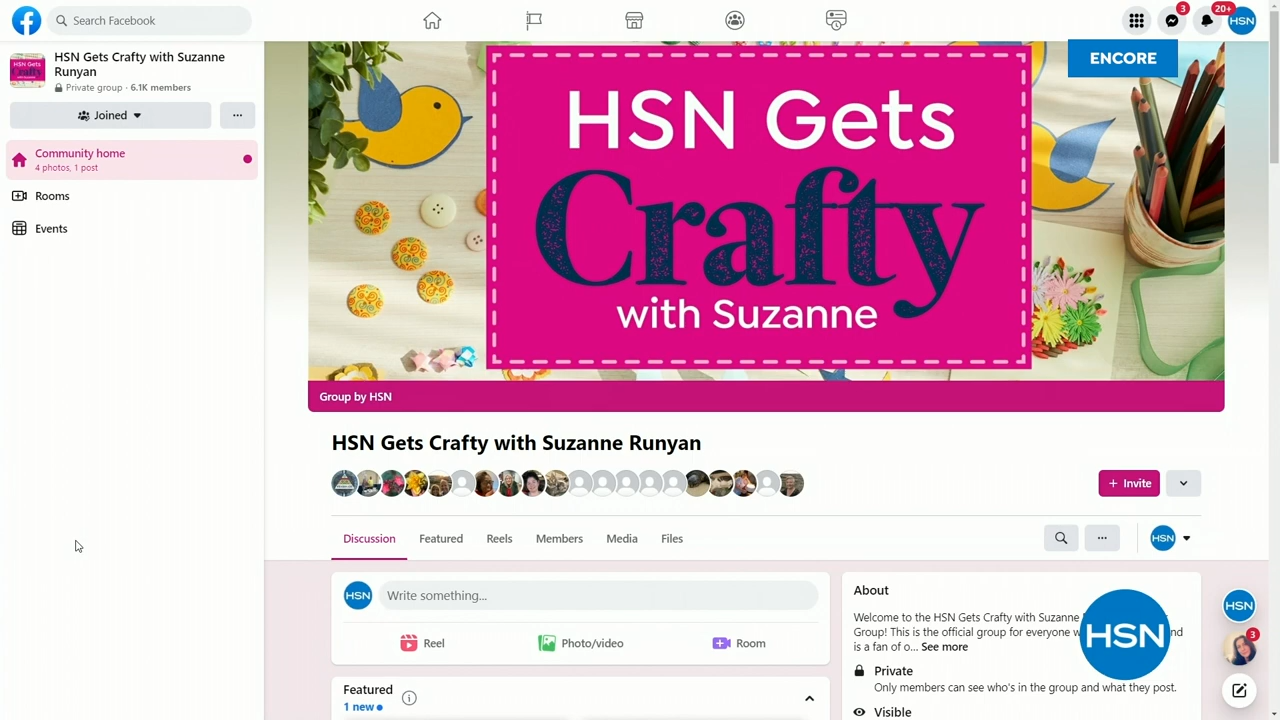 Search Facebook
3
20+
HSN
HSN Gets Crafty with Suzanne
Runyan
Private group · 6.1K members
Joined
Community home
4 photos, 1 post
Rooms
Events
ENCORE
HSN Gets
Crafty
with Suzanne
Group by HSN
HSN Gets Crafty with Suzanne Runyan
+ Invite
Discussion
Featured
Reels
Members
Media
Files
HSN
HSN
Write something...
Reel
Photo/video
Room
Featured
1 new
About
Welcome to the HSN Gets Crafty with Suzanne
Group! This is the official group for everyone
is a fan of o... See more
Private
Only members can see who's in the group and what they post.
Visible
HSN
HSN
3